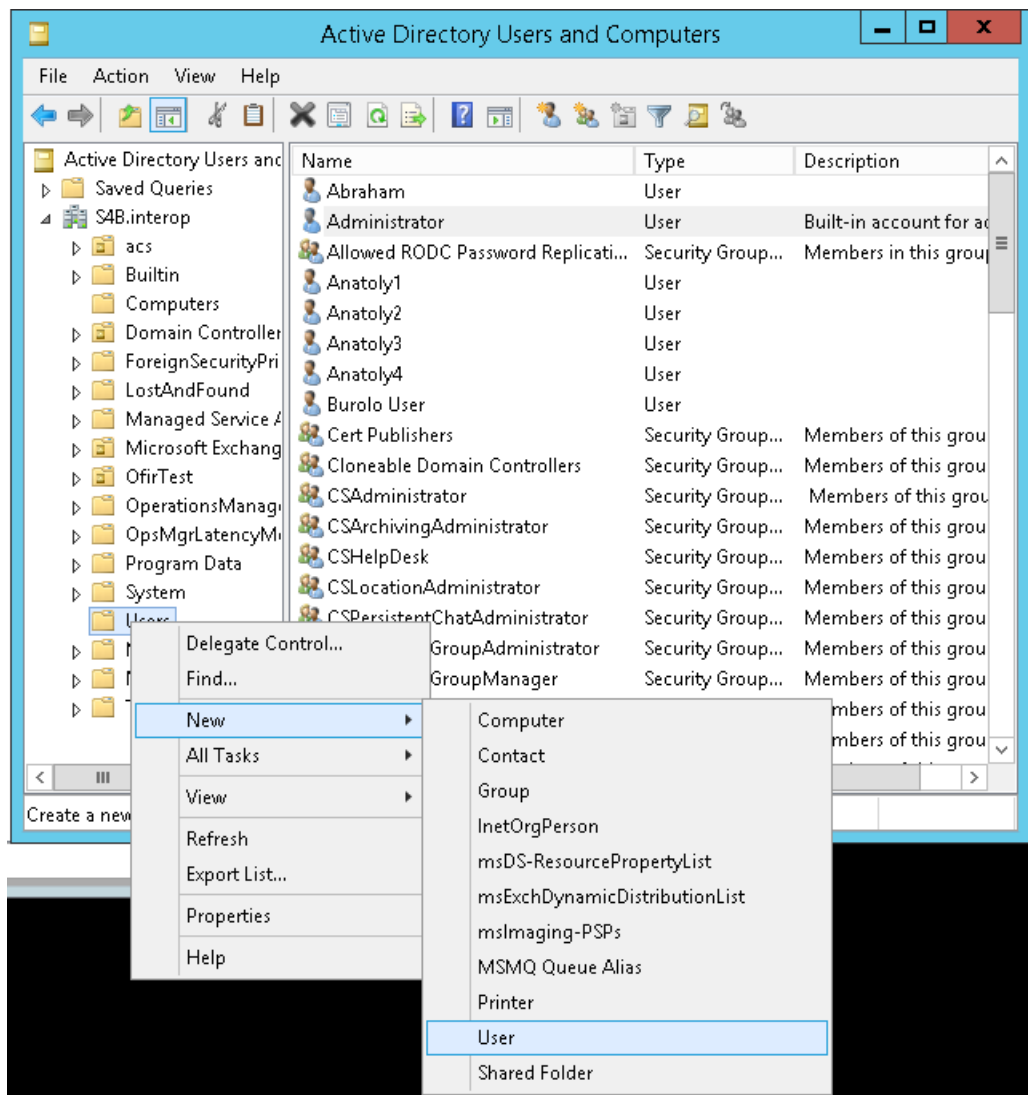 Active Directory Users and Computers
x
File Action View Help
Active Directory Users and
Saved Queries
S4B.interop
acs
Builtin
Computers
Domain Controller
ForeignSecurityPri
LostAndFound
Managed Service A
Microsoft Exchang
OfirTest
OperationsManag
OpsMgrLatencyM
Program Data
System
Users
Name Type Description
Abraham User
Administrator User Built-in account for ad
Allowed RODC Password Replicati... Security Group... Members in this group
Anatoly1 User
Anatoly2 User
Anatoly3 User
Anatoly4 User
Burolo User User
Cert Publishers Security Group... Members of this grou
Cloneable Domain Controllers Security Group... Members of this grou
CSAdministrator Security Group... Members of this grou
CSArchivingAdministrator Security Group... Members of this grou
CSHelpDesk Security Group... Members of this grou
CSLocationAdministrator Security Group... Members of this grou
CSPersistentChatAdministrator Security Group... Members of this grou
GroupAdministrator Security Group... Members of this grou
GroupManager Security Group... Members of this grou
mbers of this grou
mbers of this grou
Create a new
Delegate Control...
Find...
New
All Tasks
View
Refresh
Export List...
Properties
Help
Computer
Contact
Group
InetOrgPerson
msDS-ResourcePropertyList
msExchDynamicDistributionList
msImaging-PSPs
MSMQ Queue Alias
Printer
User
Shared Folder